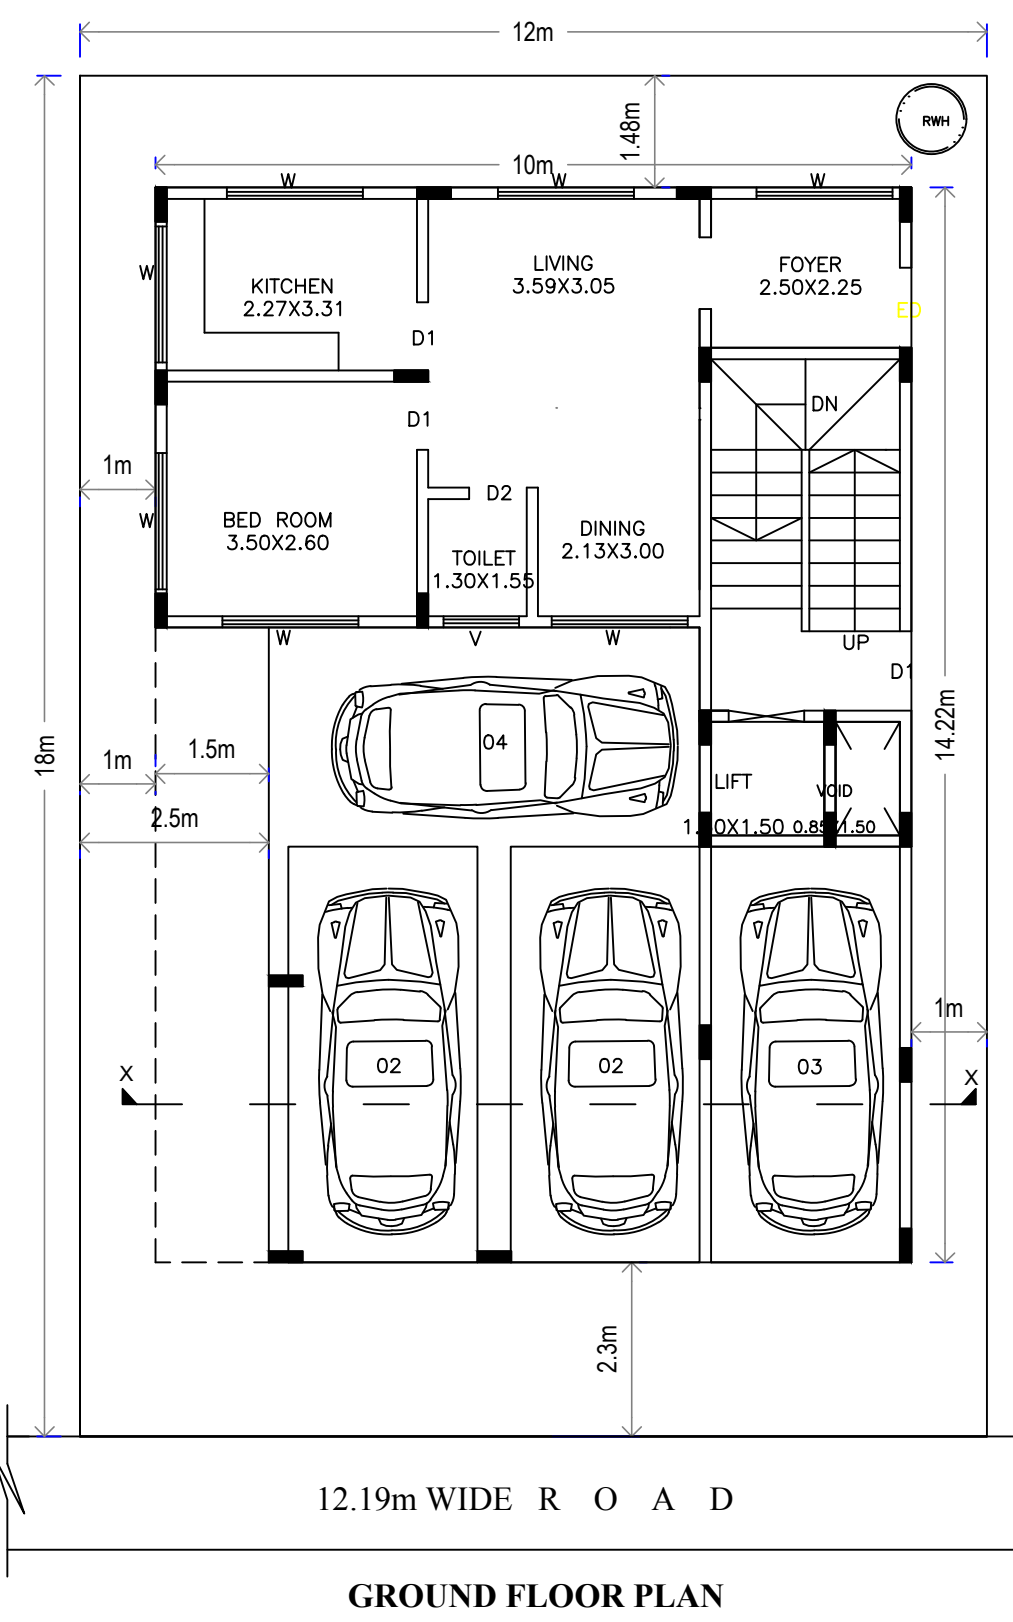 12m
RWH
1.48m
10m
W
W
W
W
KITCHEN
2.27X3.31
LIVING
3.59X3.05
FOYER
2.50X2.25
ED
D1
DN
D1
1m
W
BED ROOM
3.50X2.60
D2
TOILET
1.30X1.55
DINING
2.13X3.00
W
V
W
UP
D1
18m
14.22m
1m
1.5m
04
LIFT
VOID
2.5m
X1.50
1m
02
02
03
X
X
2.3m
12.19m WIDE R O A D
GROUND FLOOR PLAN